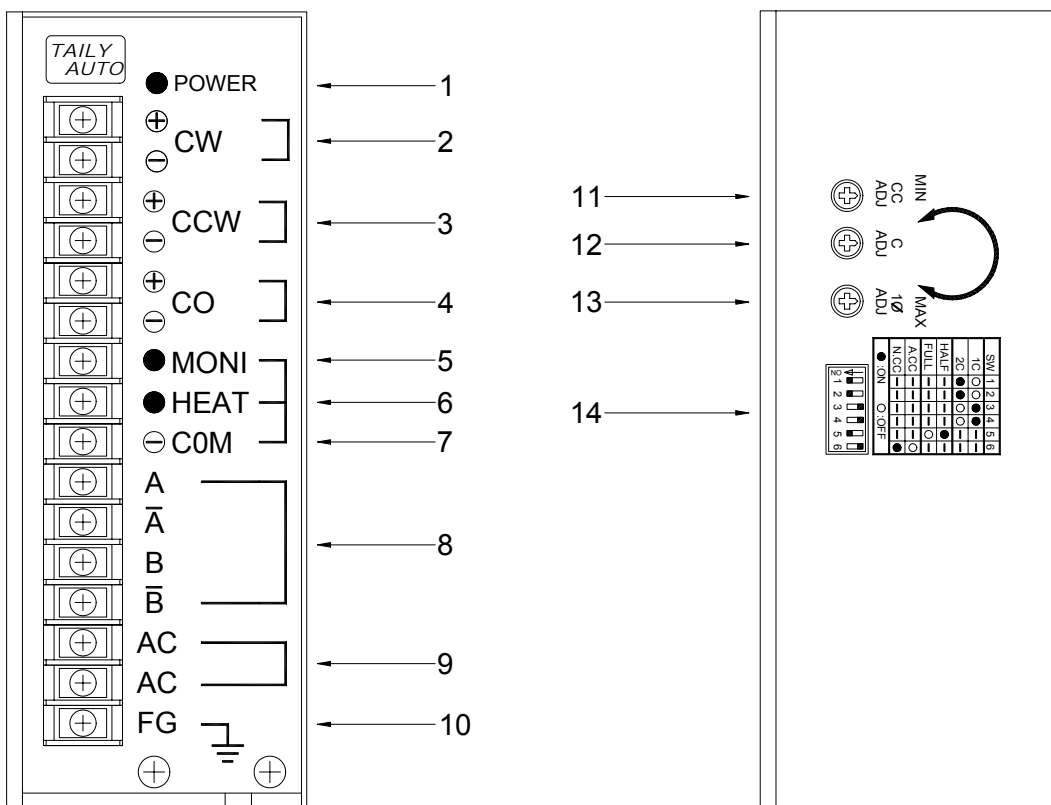 TAILY
AUTO
POWER 1
+
CW 2
−
+
CCW 3
−
+
CO 4
−
MONI 5
HEAT 6
− C0M 7
A
A̅
B 8
B̅
AC
AC 9
FG 10
11
12
13
14
MIN
CC ADJ
C ADJ
1Ø ADJ
MAX
SW 1 2 3 4 5 6
1C ○ ○ ● ● — —
2C ● ● ○ ○ — —
HALF — — — — ● —
FULL — — — — ○ —
A.CC — — — — — ○
N.CC — — — — — ●
●:ON ○:OFF
ON 1 2 3 4 5 6